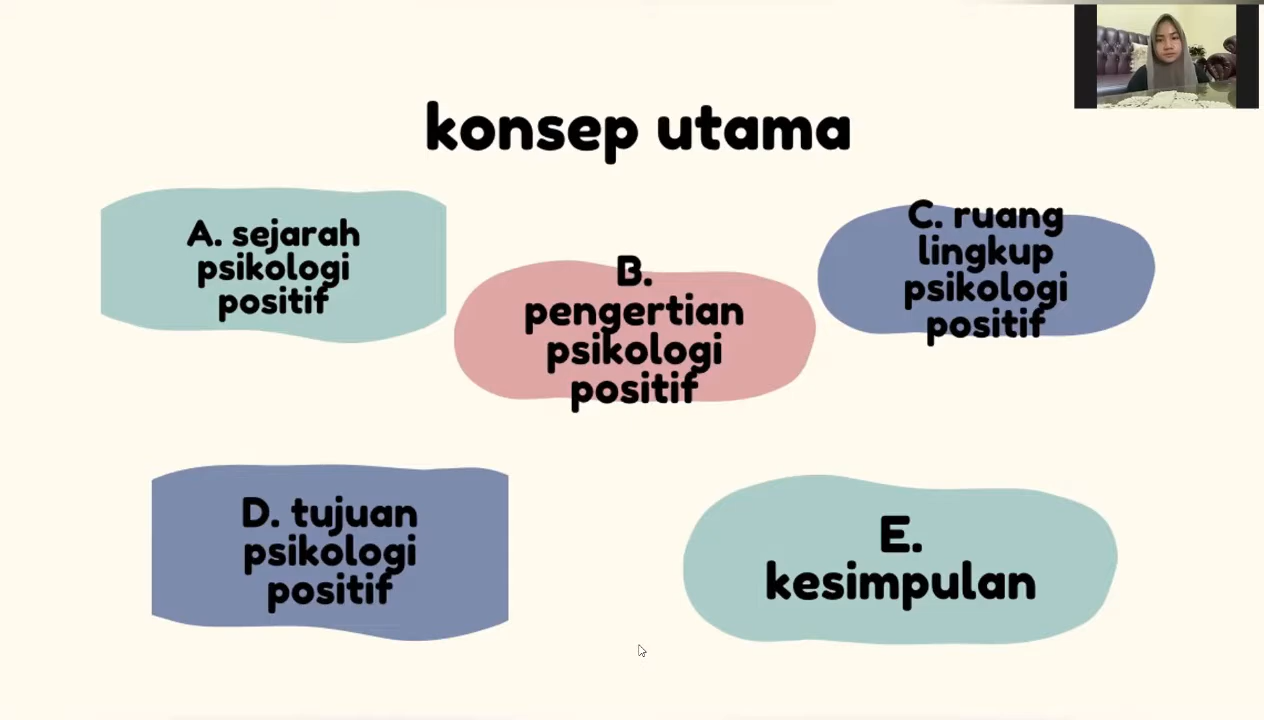 konsep utama
A. sejarah
psikologi
positif
B.
pengertian
psikologi
positif
C. ruang
lingkup
psikologi
positif
D. tujuan
psikologi
positif
E.
kesimpulan